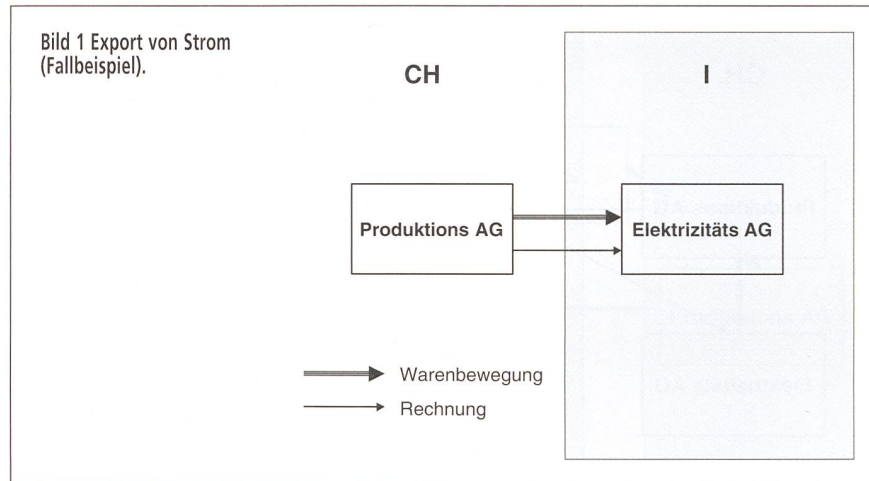 Bild 1 Export von Strom
(Fallbeispiel).
CH
I
Produktions AG
Elektrizitäts AG
Warenbewegung
Rechnung